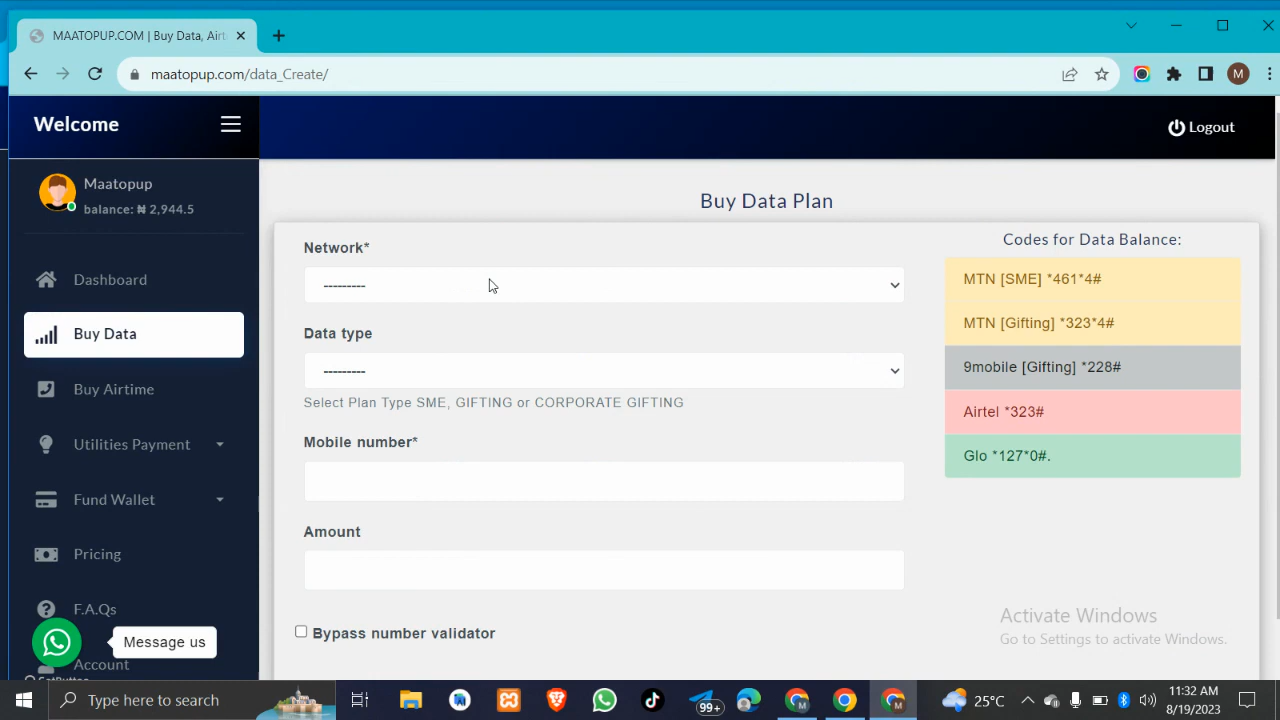 MAATOPUP.COM | Buy Data, Airt
maatopup.com/data_Create/
M
Welcome
Logout
Maatopup
balance: ₦ 2,944.5
Dashboard
Buy Data
Buy Airtime
Utilities Payment
Fund Wallet
Pricing
F.A.Qs
Message us
Account
GetButton
Buy Data Plan
Network*
---------
Data type
---------
Select Plan Type SME, GIFTING or CORPORATE GIFTING
Mobile number*
Amount
Bypass number validator
Codes for Data Balance:
MTN [SME] *461*4#
MTN [Gifting] *323*4#
9mobile [Gifting] *228#
Airtel *323#
Glo *127*0#.
Activate Windows
Go to Settings to activate Windows.
Type here to search
99+
25°C
11:32 AM
8/19/2023